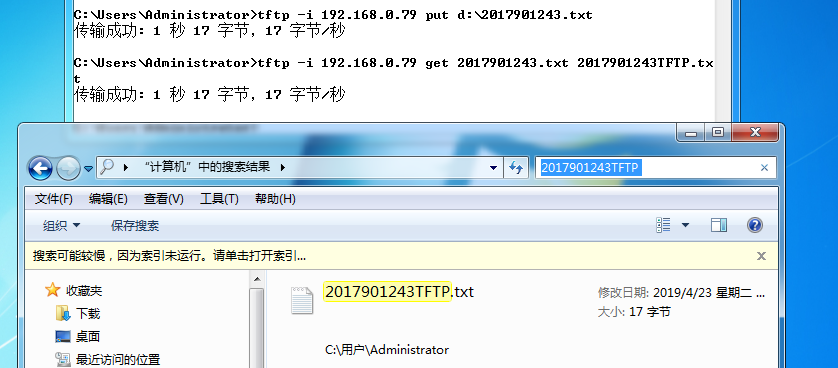 C:\Users\Administrator>tftp -i 192.168.0.79 put d:\2017901243.txt
传输成功: 1 秒 17 字节，17 字节/秒
C:\Users\Administrator>tftp -i 192.168.0.79 get 2017901243.txt 2017901243TFTP.tx
t
传输成功: 1 秒 17 字节，17 字节/秒
“计算机”中的搜索结果
2017901243TFTP
文件(F) 编辑(E) 查看(V) 工具(T) 帮助(H)
组织 保存搜索
搜索可能较慢，因为索引未运行。请单击打开索引...
收藏夹
下载
桌面
最近访问的位置
2017901243TFTP.txt
修改日期: 2019/4/23 星期二 ...
大小: 17 字节
C:\用户\Administrator